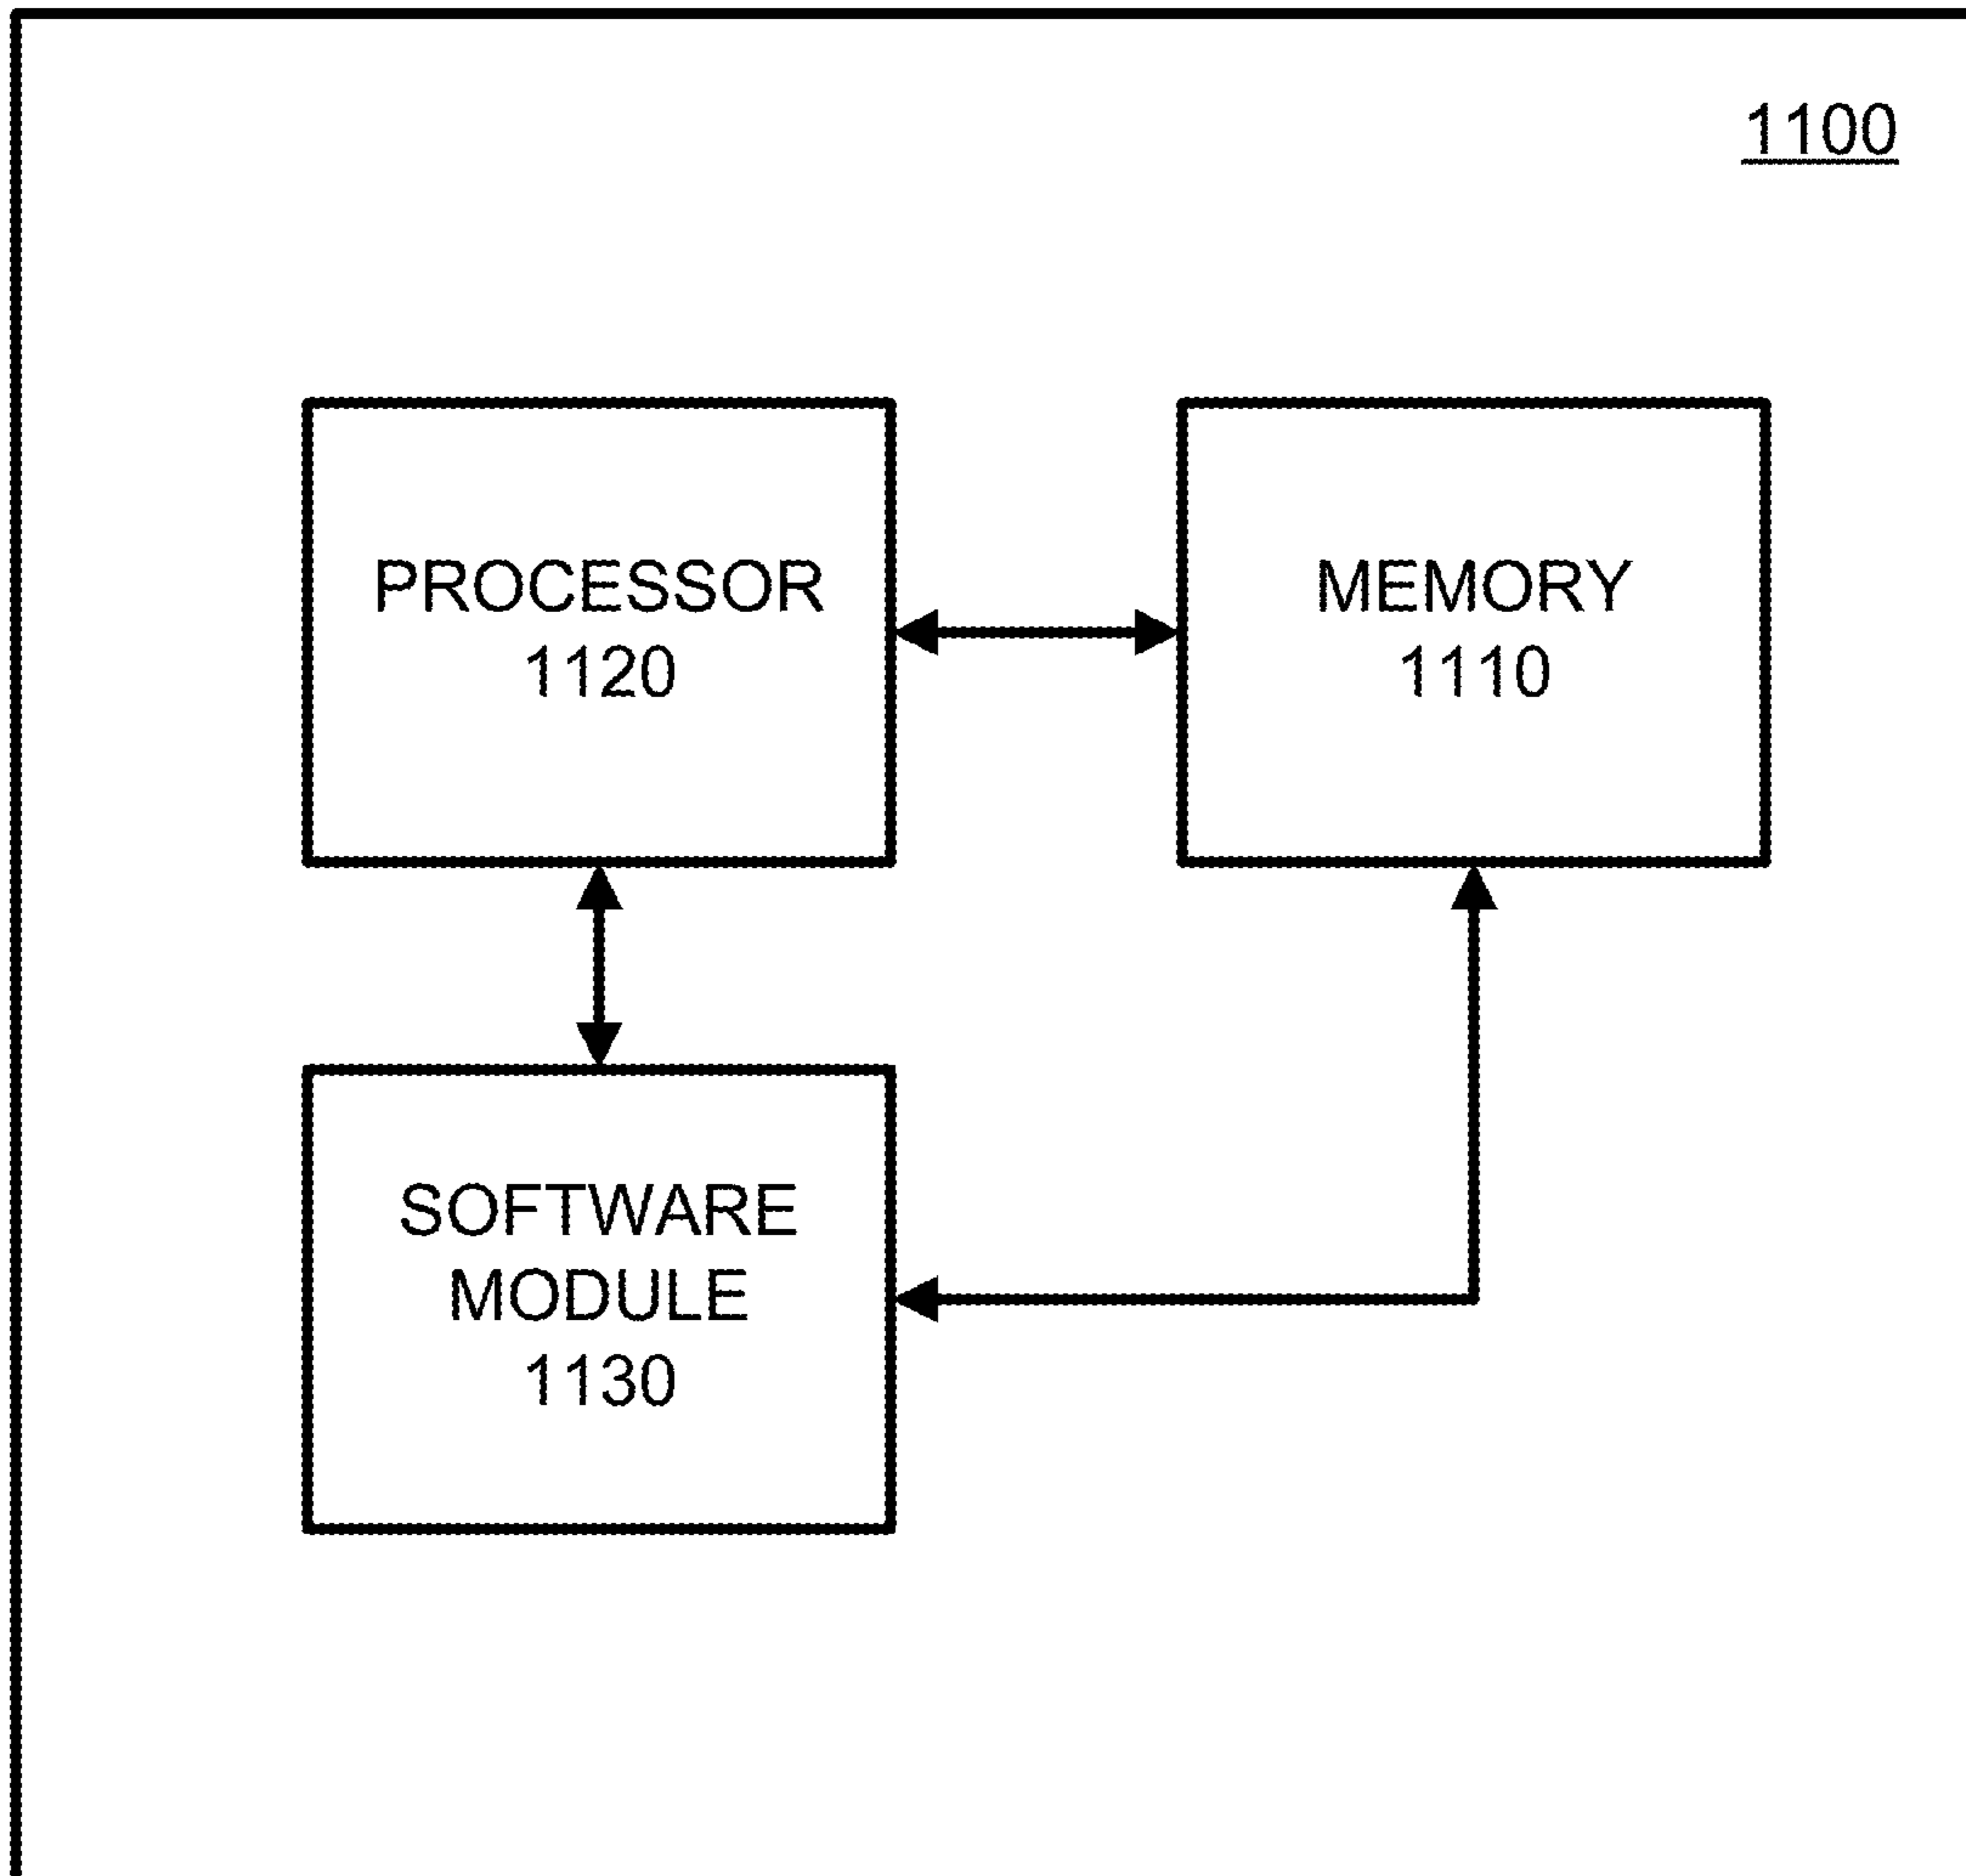 1100
PROCESSOR
1120
MEMORY
1110
SOFTWARE
MODULE
1130